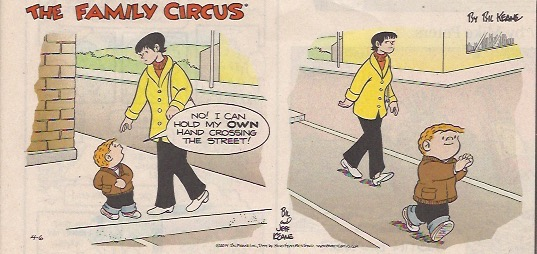 THE FAMILY CIRCUS
By BIL KEANE
NO! I CAN
HOLD MY OWN
HAND CROSSING
THE STREET!
4-6
BIL
and
JEFF
KEANE